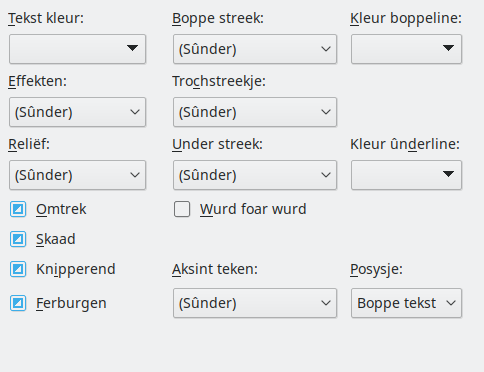 Tekst kleur: Boppe streek: Kleur boppeline:
(Sûnder)
Effekten: Trochstreekje:
(Sûnder) (Sûnder)
Reliëf: Under streek: Kleur ûnderline:
(Sûnder) (Sûnder)
Omtrek Wurd foar wurd
Skaad
Knipperend Aksint teken: Posysje:
Ferburgen (Sûnder) Boppe tekst